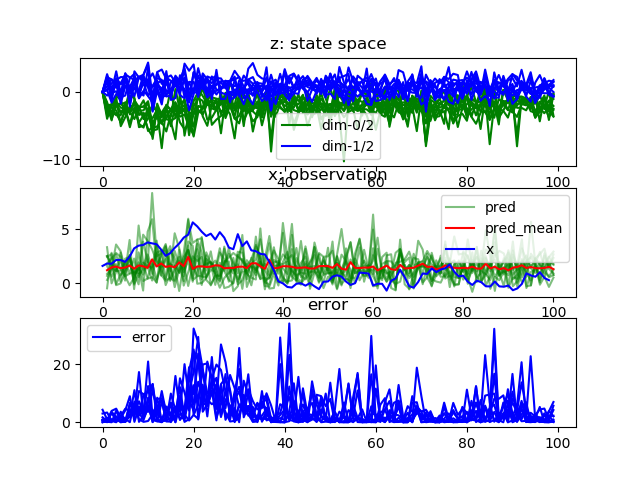 z: state space
0
−10
dim-0/2
dim-1/2
0 20 40 60 80 100
x: observation
5
0
pred
pred_mean
x
0 20 40 60 80 100
error
20
0
error
0 20 40 60 80 100